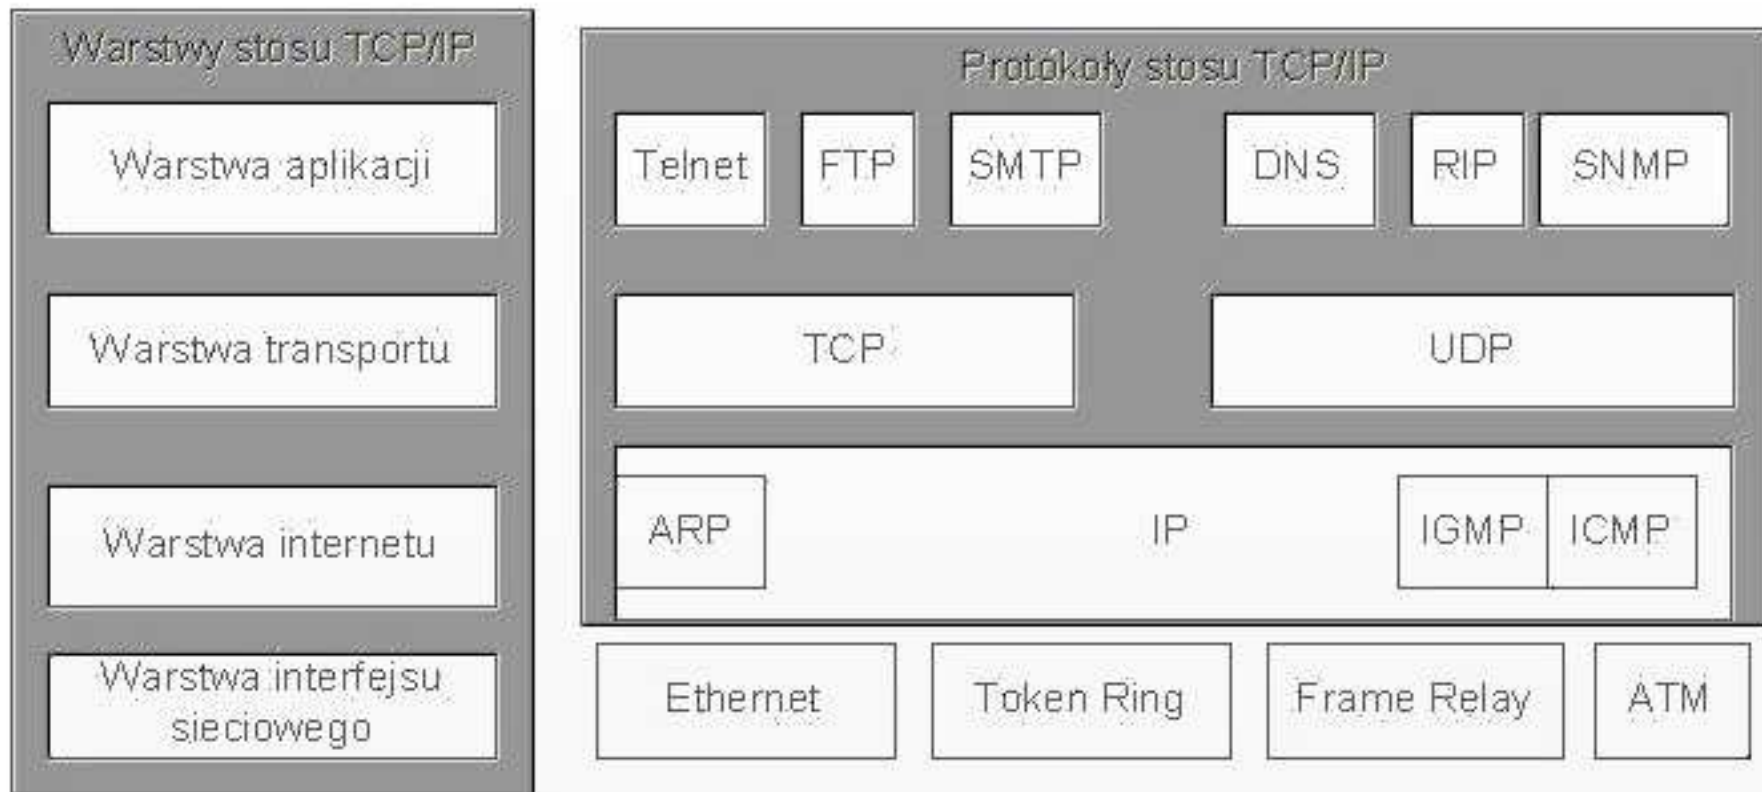 Warstwy stosu TCP/IP
Warstwa aplikacji
Warstwa transportu
Warstwa internetu
Warstwa interfejsu
sieciowego
Protókoły stosu TCP/IP
Telnet FTP SMTP DNS RIP SNMP
TCP UDP
ARP IP IGMP ICMP
Ethernet Token Ring Frame Relay ATM